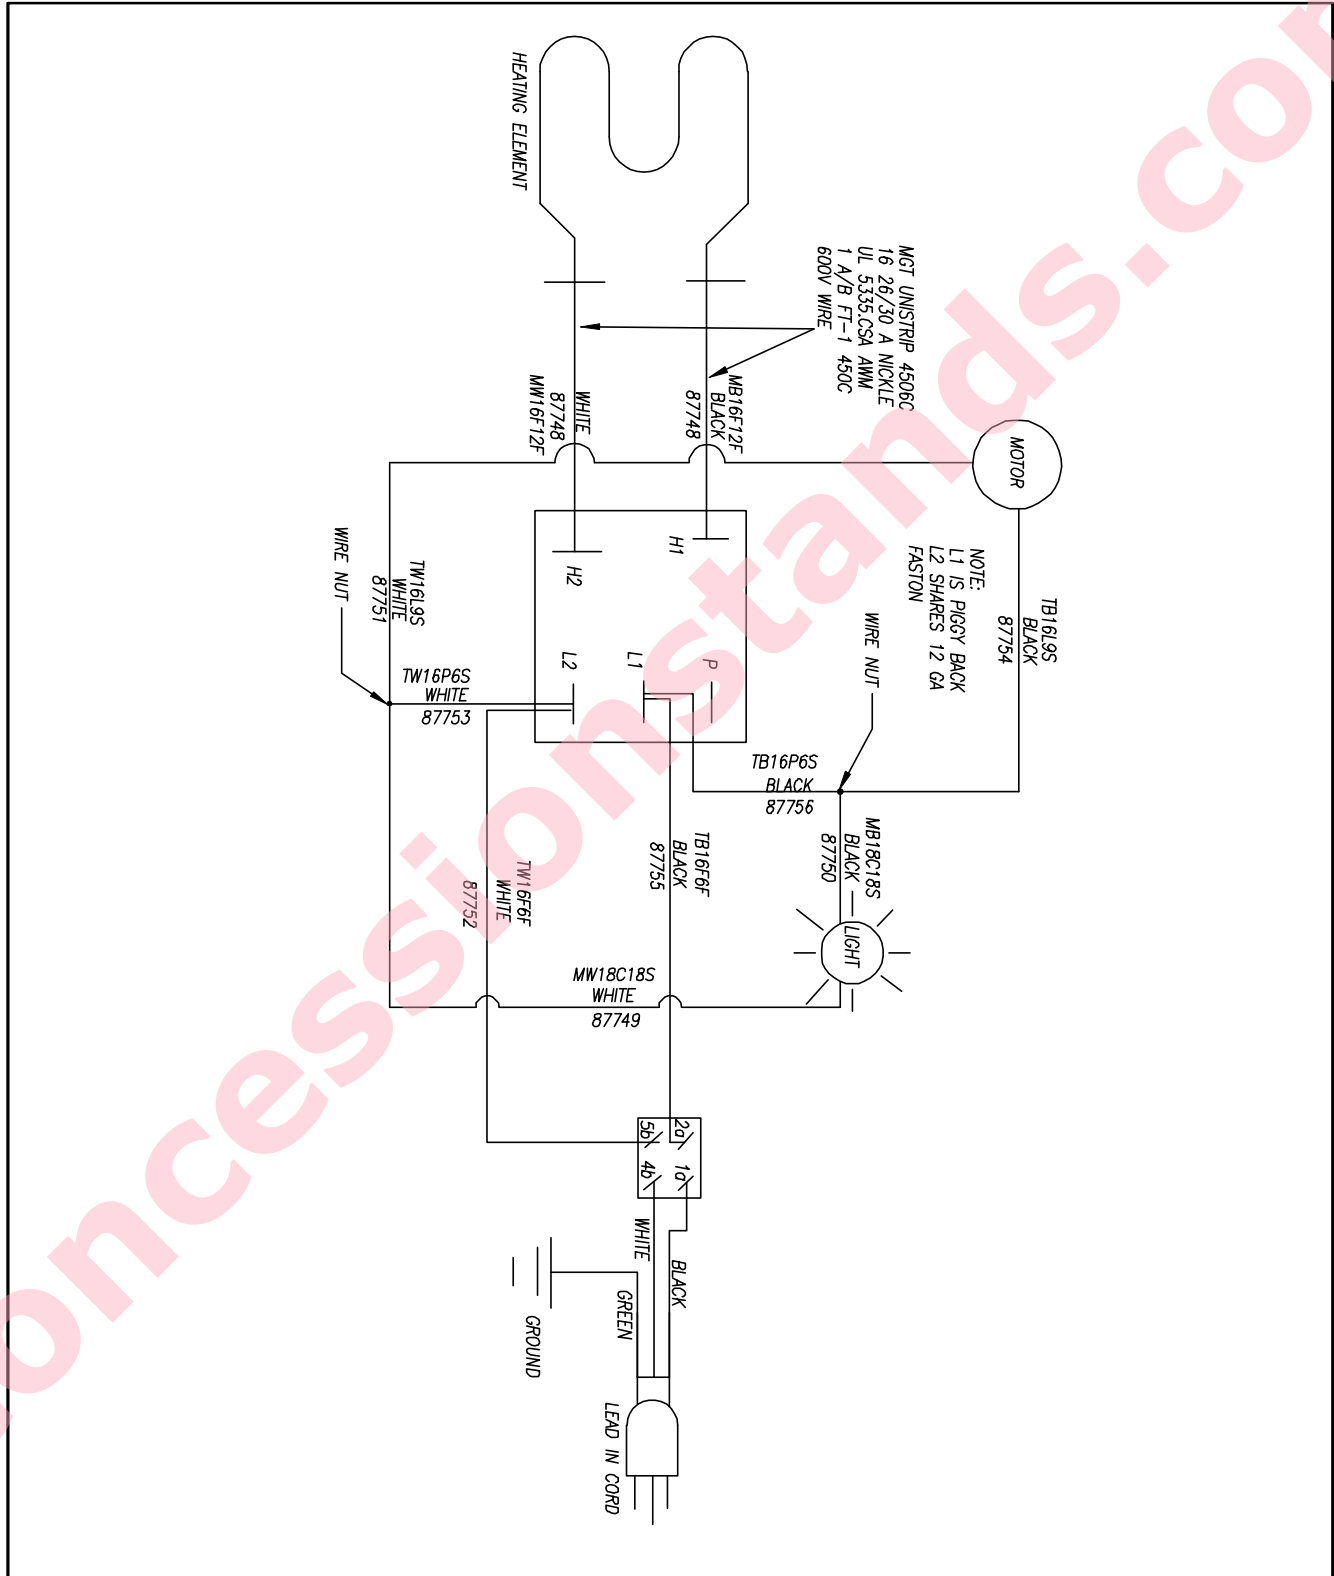 HEATING ELEMENT
MGT UNISTRIP 4506C
16 26/30 A NICKLE
UL 5335.CSA AWM
1 A/B FT-1 450C
600V WIRE
MB16F12F
BLACK
87748
WHITE
87748
MW16F12F
MOTOR
NOTE:
L1 IS PIGGY BACK
L2 SHARES 12 GA
FASTON
TB16L9S
BLACK
87754
H1
H2
P
L1
L2
WIRE NUT
TW16L9S
WHITE
87751
WIRE NUT
TW16P6S
WHITE
87753
TB16P6S
BLACK
87756
MB18C18S
BLACK
87750
LIGHT
TB16F6F
BLACK
87755
TW16F6F
WHITE
87752
MW18C18S
WHITE
87749
2a
5b
1a
4b
WHITE
BLACK
GREEN
GROUND
LEAD IN CORD
oncessionstands.con